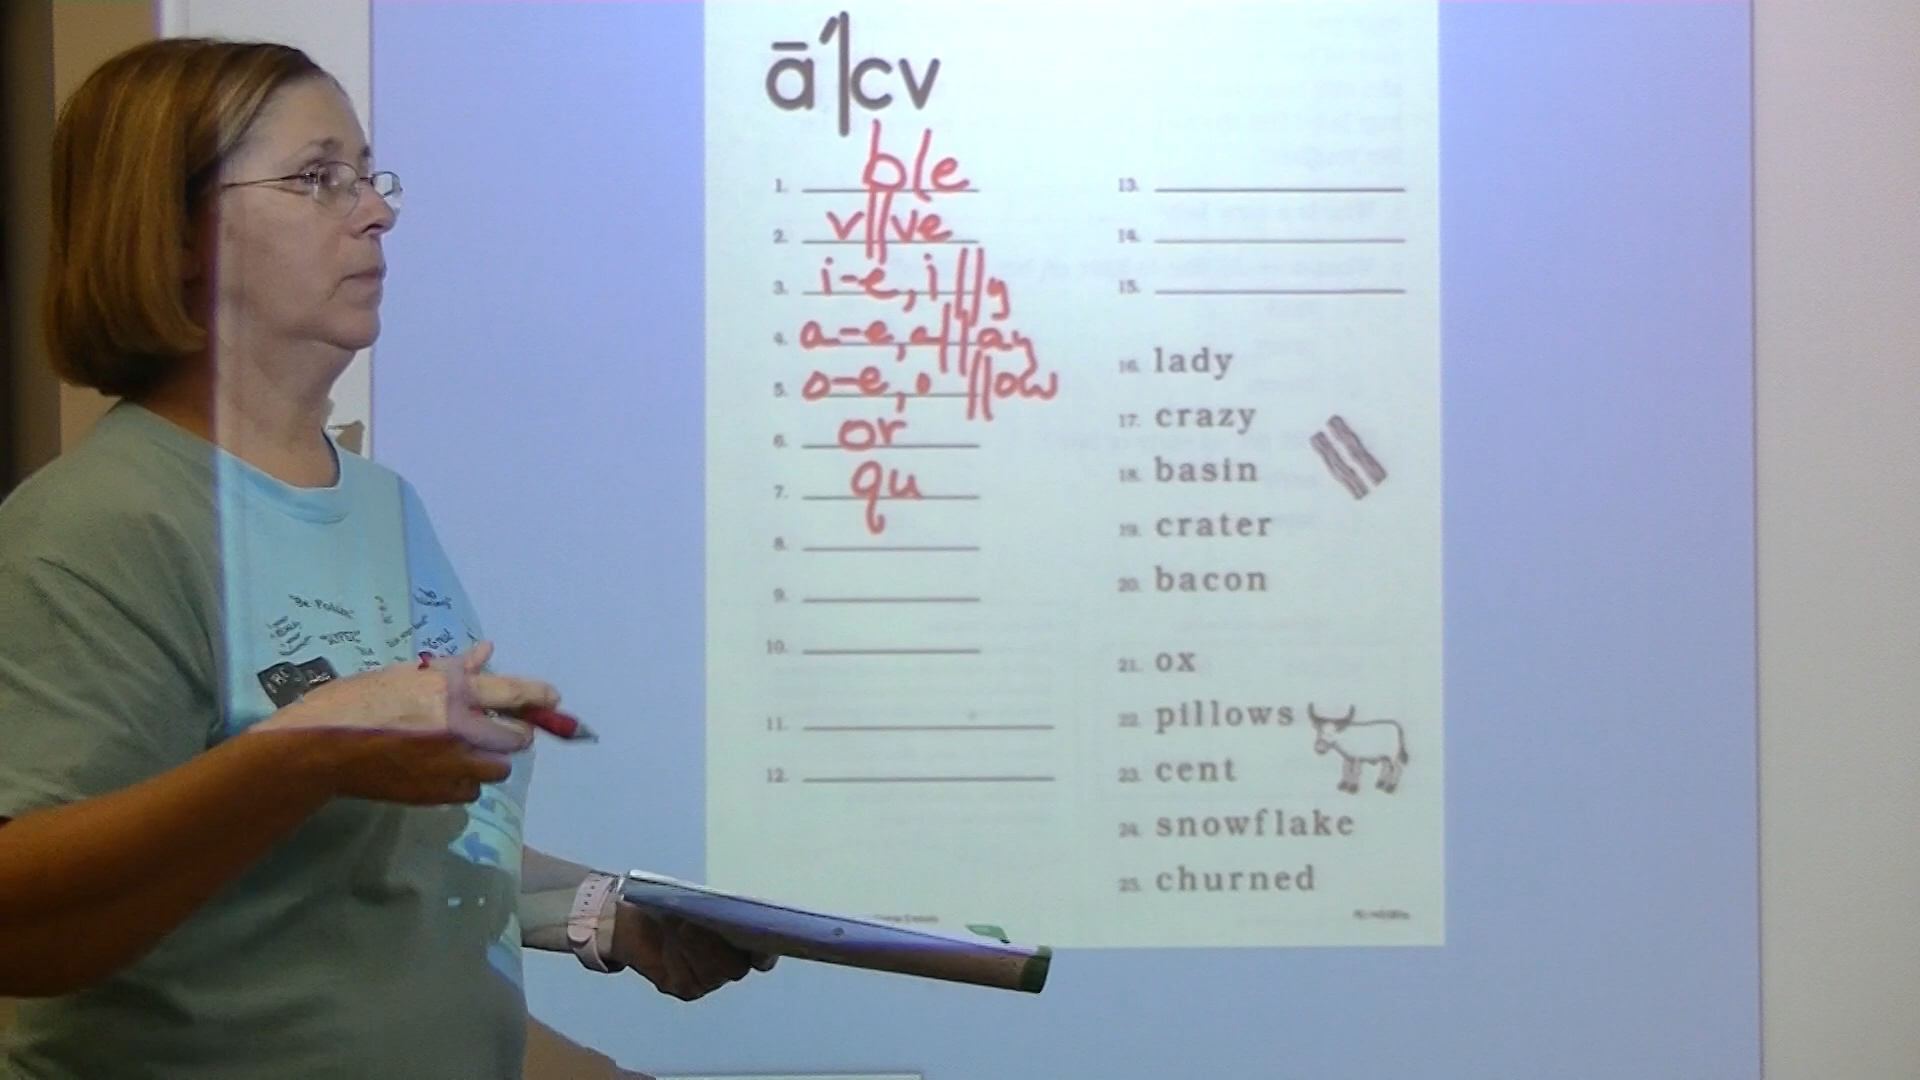 ā´|cv
1. ble
2. v//ve
3. i-e, i//y
4. a-e, a//ay
5. o-e, o//ow
6. or
7. qu
8.
9.
10.
11.
12.
13.
14.
15.
16. lady
17. crazy
18. basin
19. crater
20. bacon
21. ox
22. pillows
23. cent
24. snowflake
25. churned